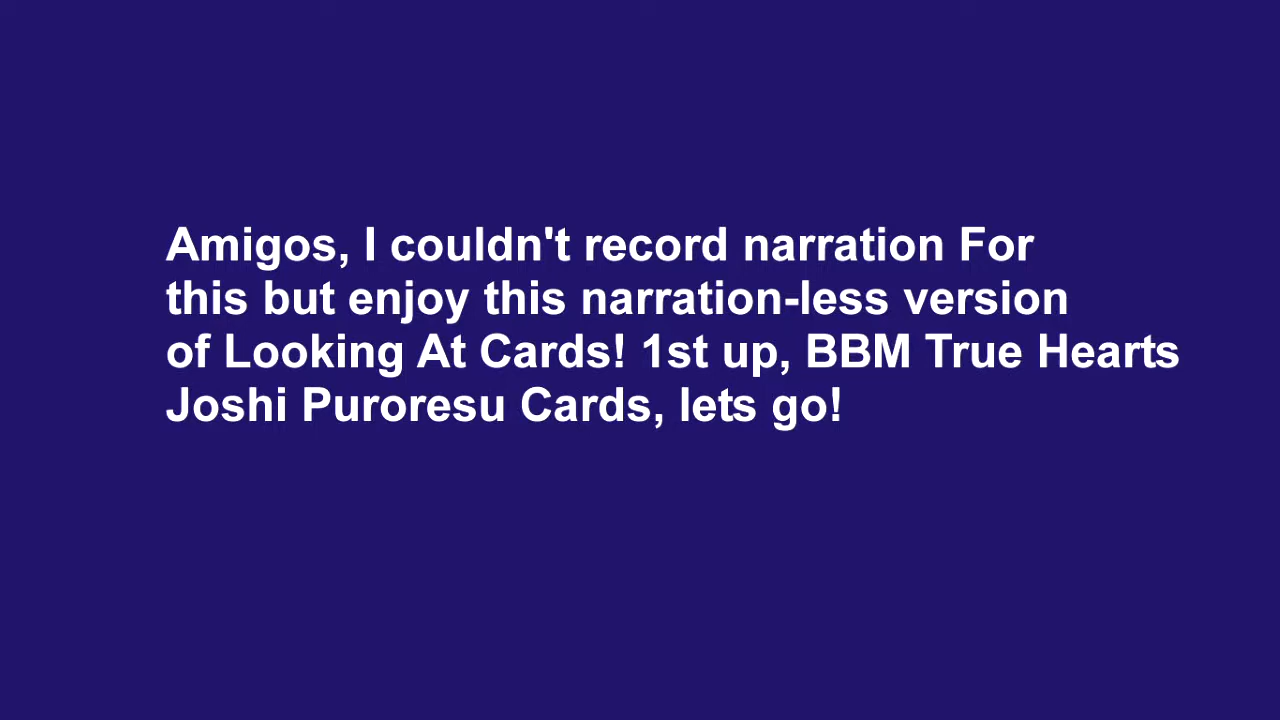 Amigos, I couldn't record narration For
this but enjoy this narration-less version
of Looking At Cards! 1st up, BBM True Hearts
Joshi Puroresu Cards, lets go!